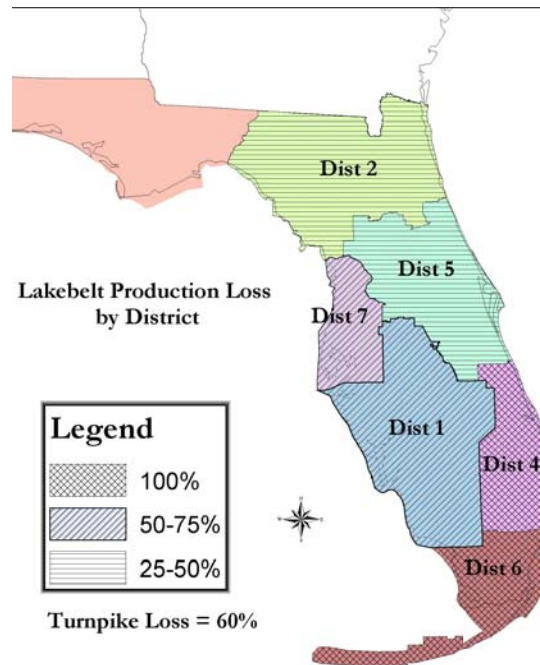 Dist 2
Dist 5
Lakebelt Production Loss
by District
Dist 7
Dist 1
Dist 4
Legend
100%
50-75%
25-50%
Dist 6
Turnpike Loss = 60%